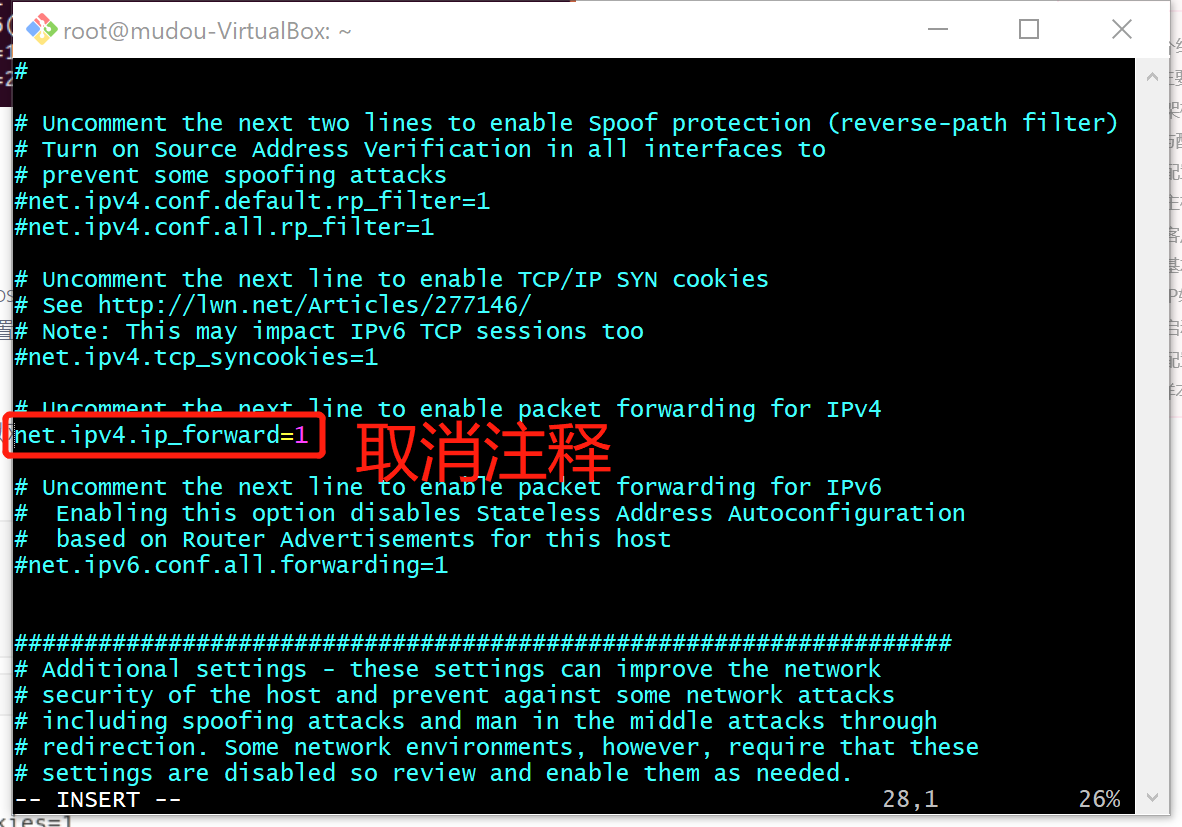 root@mudou-VirtualBox: ~
#
# Uncomment the next two lines to enable Spoof protection (reverse-path filter)
# Turn on Source Address Verification in all interfaces to
# prevent some spoofing attacks
#net.ipv4.conf.default.rp_filter=1
#net.ipv4.conf.all.rp_filter=1
# Uncomment the next line to enable TCP/IP SYN cookies
# See http://lwn.net/Articles/277146/
# Note: This may impact IPv6 TCP sessions too
#net.ipv4.tcp_syncookies=1
# Uncomment the next line to enable packet forwarding for IPv4
net.ipv4.ip_forward=1
取消注释
# Uncomment the next line to enable packet forwarding for IPv6
#  Enabling this option disables Stateless Address Autoconfiguration
#  based on Router Advertisements for this host
#net.ipv6.conf.all.forwarding=1
###################################################################
# Additional settings - these settings can improve the network
# security of the host and prevent against some network attacks
# including spoofing attacks and man in the middle attacks through
# redirection. Some network environments, however, require that these
# settings are disabled so review and enable them as needed.
-- INSERT -- 28,1 26%
kies=1